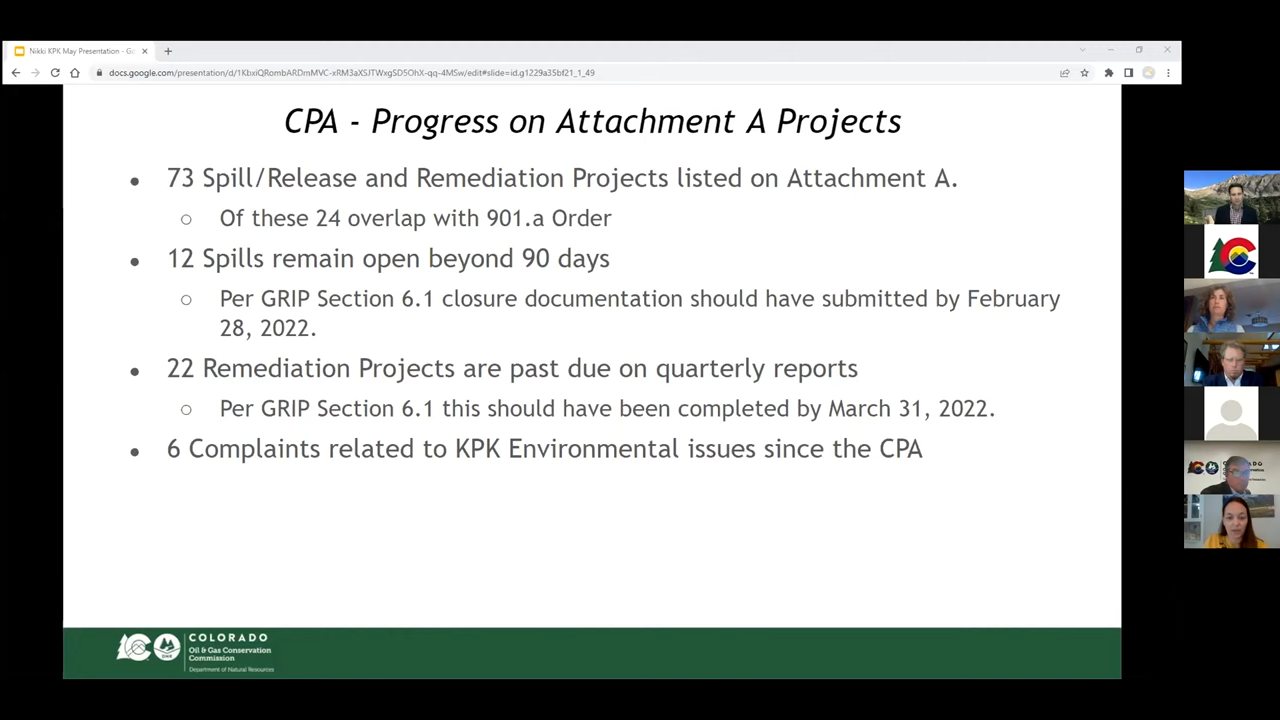 Nikki KPK May Presentation - Go
docs.google.com/presentation/d/1KbxiQRombARDmMVC-xRM3aXSJTWxgSD5OhX-qq-4MSw/edit#slide=id.g1229a35bf21_1_49
CPA - Progress on Attachment A Projects
• 73 Spill/Release and Remediation Projects listed on Attachment A.
○ Of these 24 overlap with 901.a Order
• 12 Spills remain open beyond 90 days
○ Per GRIP Section 6.1 closure documentation should have submitted by February
28, 2022.
• 22 Remediation Projects are past due on quarterly reports
○ Per GRIP Section 6.1 this should have been completed by March 31, 2022.
• 6 Complaints related to KPK Environmental issues since the CPA
COLORADO
Oil & Gas Conservation
Commission
Department of Natural Resources
COLORADO